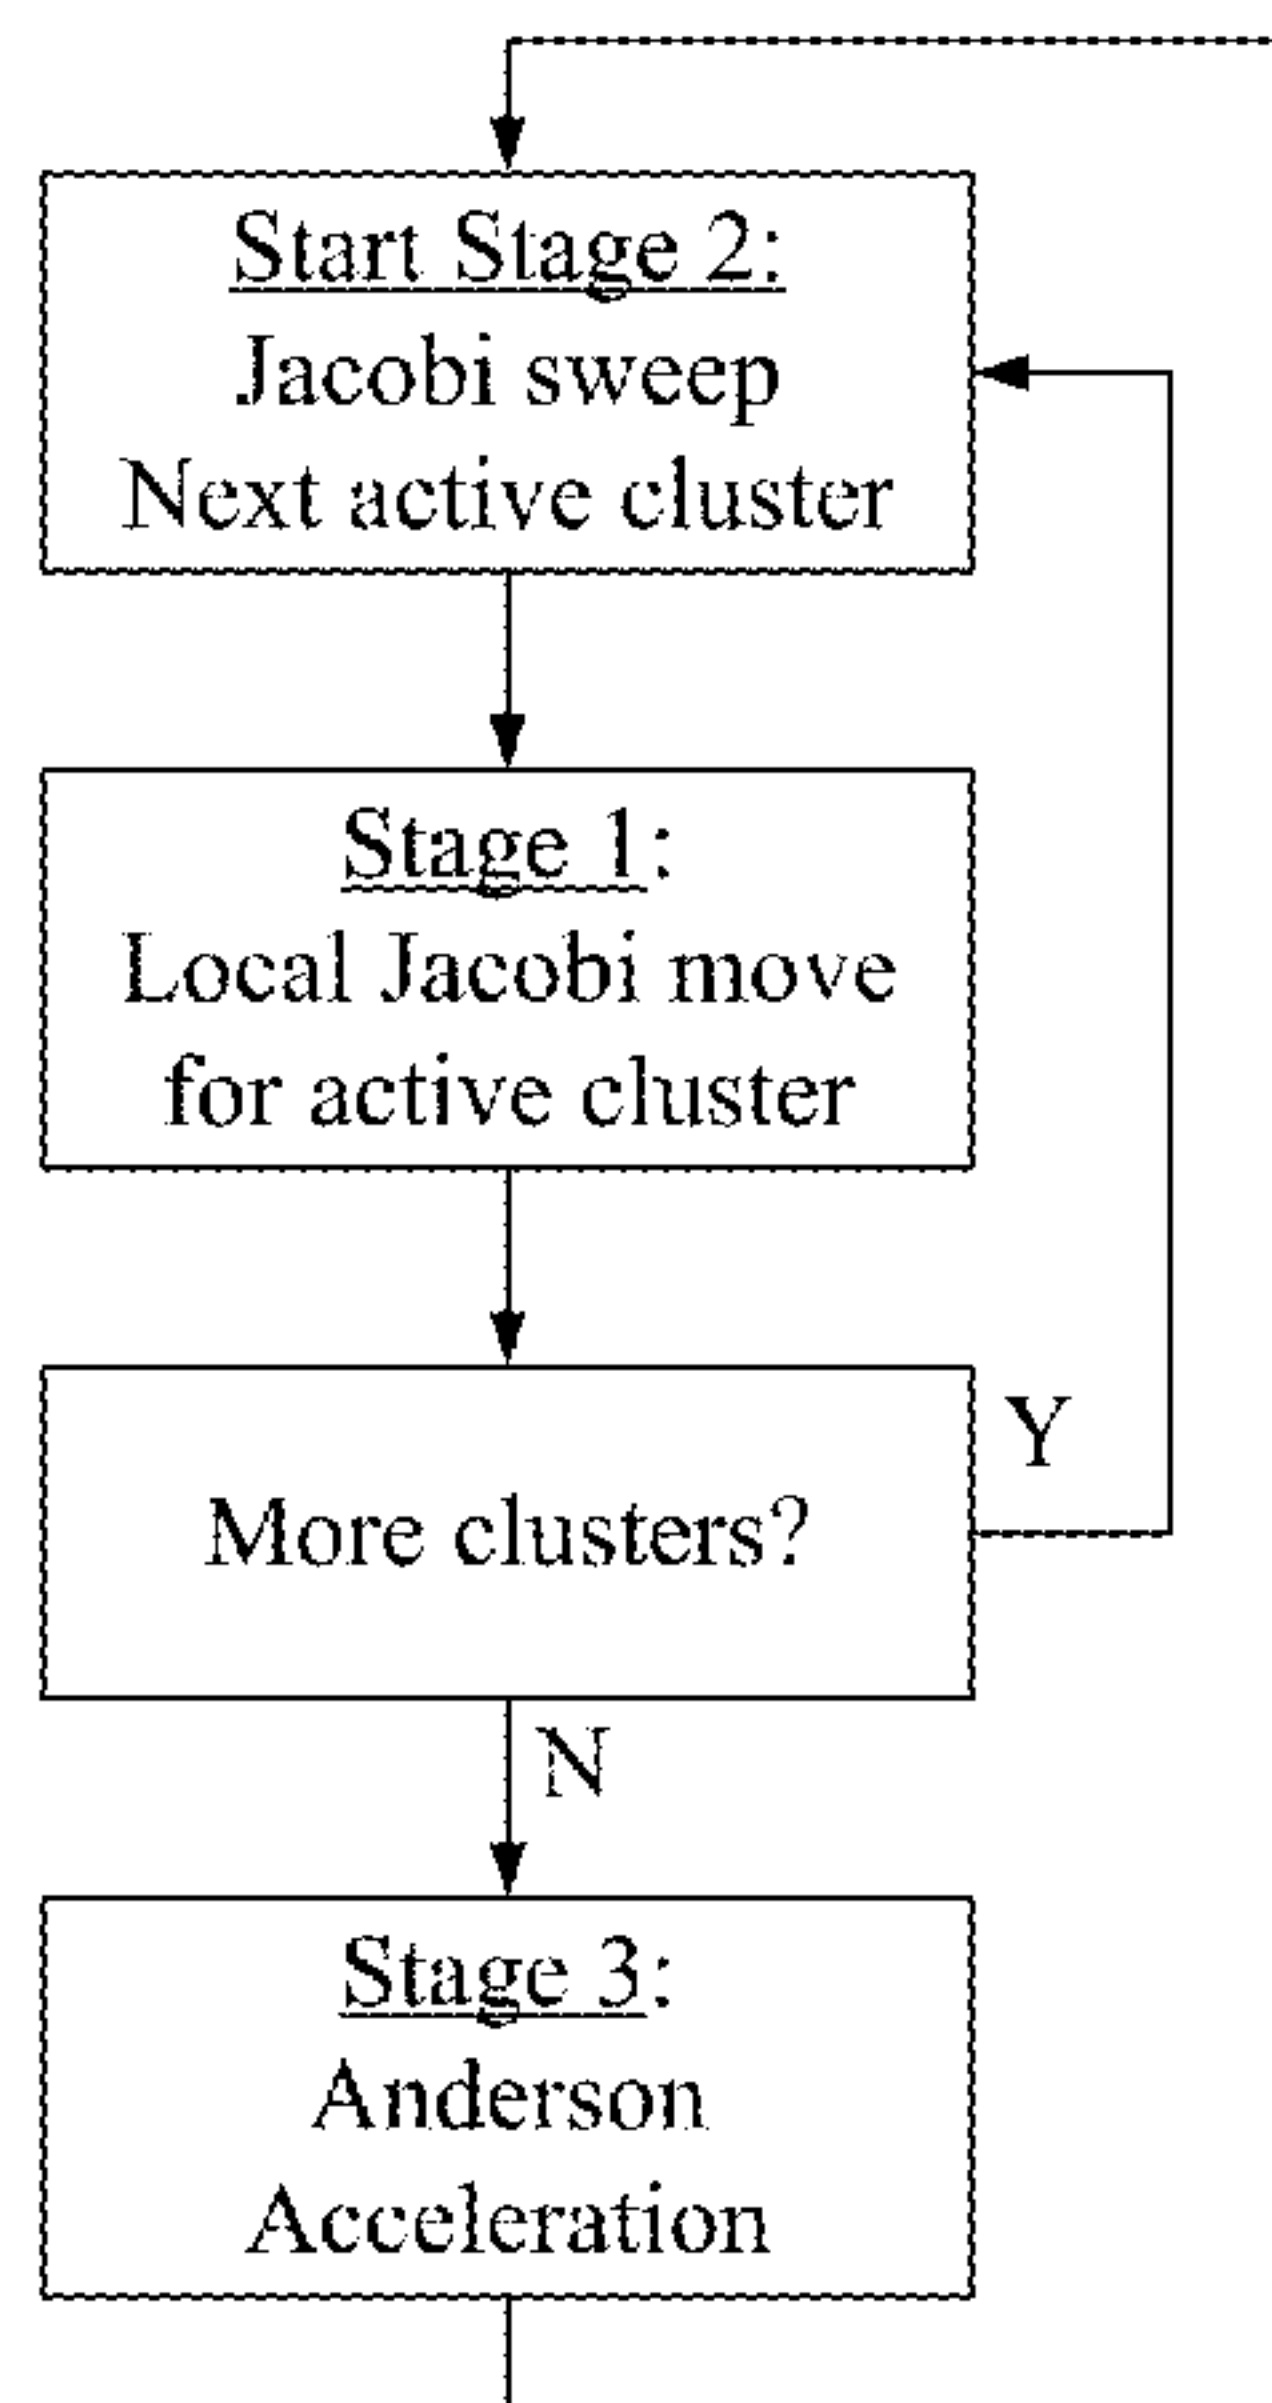 Start Stage 2:
Jacobi sweep
Next active cluster
Stage 1:
Local Jacobi move
for active cluster
More clusters?
Y
N
Stage 3:
Anderson
Acceleration